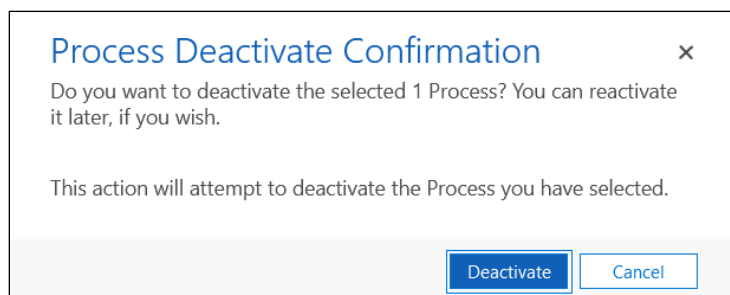 Process Deactivate Confirmation
Do you want to deactivate the selected 1 Process? You can reactivate
it later, if you wish.
This action will attempt to deactivate the Process you have selected.
Deactivate Cancel